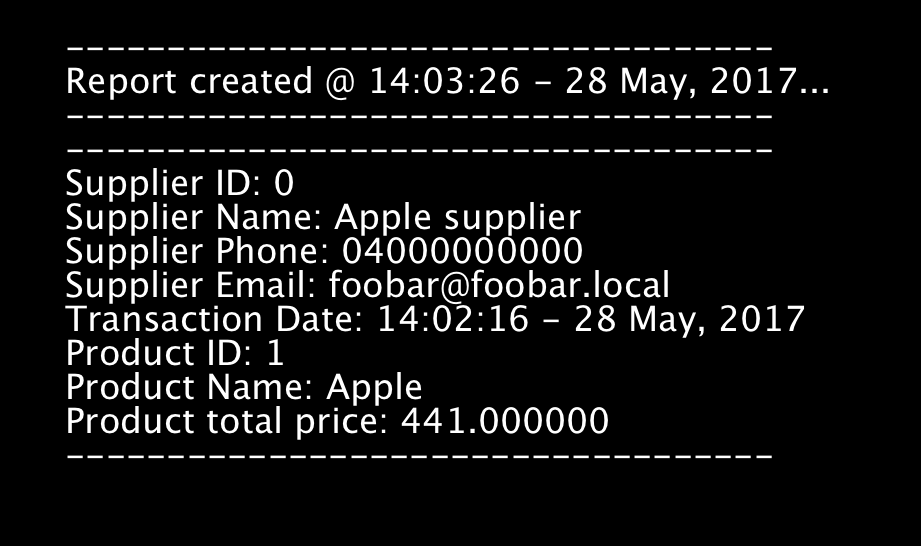 -----------------------------------
Report created @ 14:03:26 - 28 May, 2017...
-----------------------------------
-----------------------------------
Supplier ID: 0
Supplier Name: Apple supplier
Supplier Phone: 04000000000
Supplier Email: foobar@foobar.local
Transaction Date: 14:02:16 - 28 May, 2017
Product ID: 1
Product Name: Apple
Product total price: 441.000000
-----------------------------------